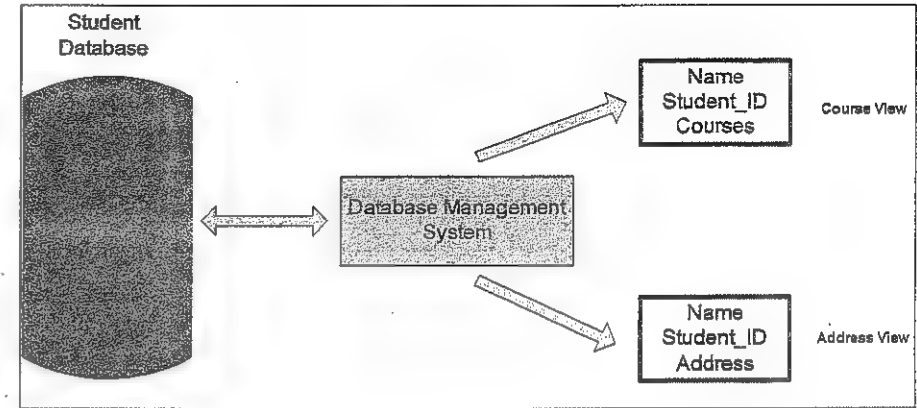 Student
Database
Name
Student_ID
Courses
Course View
Database Management
System
Name
Student_ID
Address
Address View